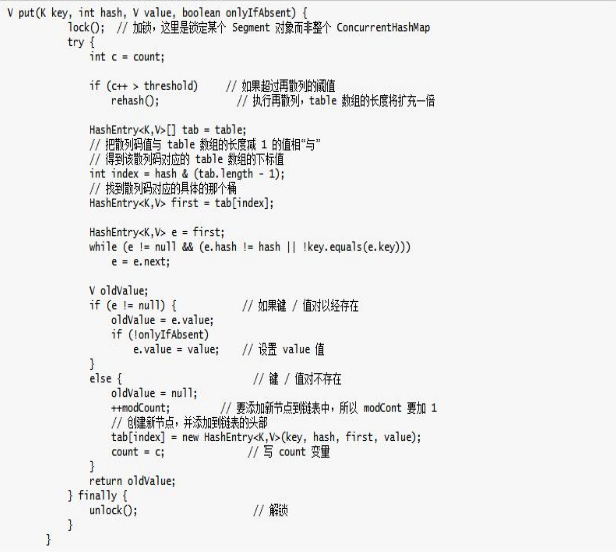 V put(K key, int hash, V value, boolean onlyIfAbsent) {
lock(); // 加锁，这里是锁定某个 Segment 对象而非整个 ConcurrentHashMap
try {
int c = count;
if (c++ > threshold) // 如果超过再散列的阈值
rehash(); // 执行再散列，table 数组的长度将扩充一倍
HashEntry<K,V>[] tab = table;
// 把散列码值与 table 数组的长度减 1 的值相“与”
// 得到该散列码对应的 table 数组的下标值
int index = hash & (tab.length - 1);
// 找到散列码对应的具体的那个桶
HashEntry<K,V> first = tab[index];
HashEntry<K,V> e = first;
while (e != null && (e.hash != hash || !key.equals(e.key)))
e = e.next;
V oldValue;
if (e != null) { // 如果键 / 值对以经存在
oldValue = e.value;
if (!onlyIfAbsent)
e.value = value; // 设置 value 值
}
else { // 键 / 值对不存在
oldValue = null;
++modCount; // 要添加新节点到链表中，所以 modCont 要加 1
// 创建新节点，并添加到链表的头部
tab[index] = new HashEntry<K,V>(key, hash, first, value);
count = c; // 写 count 变量
}
return oldValue;
} finally {
unlock(); // 解锁
}
}